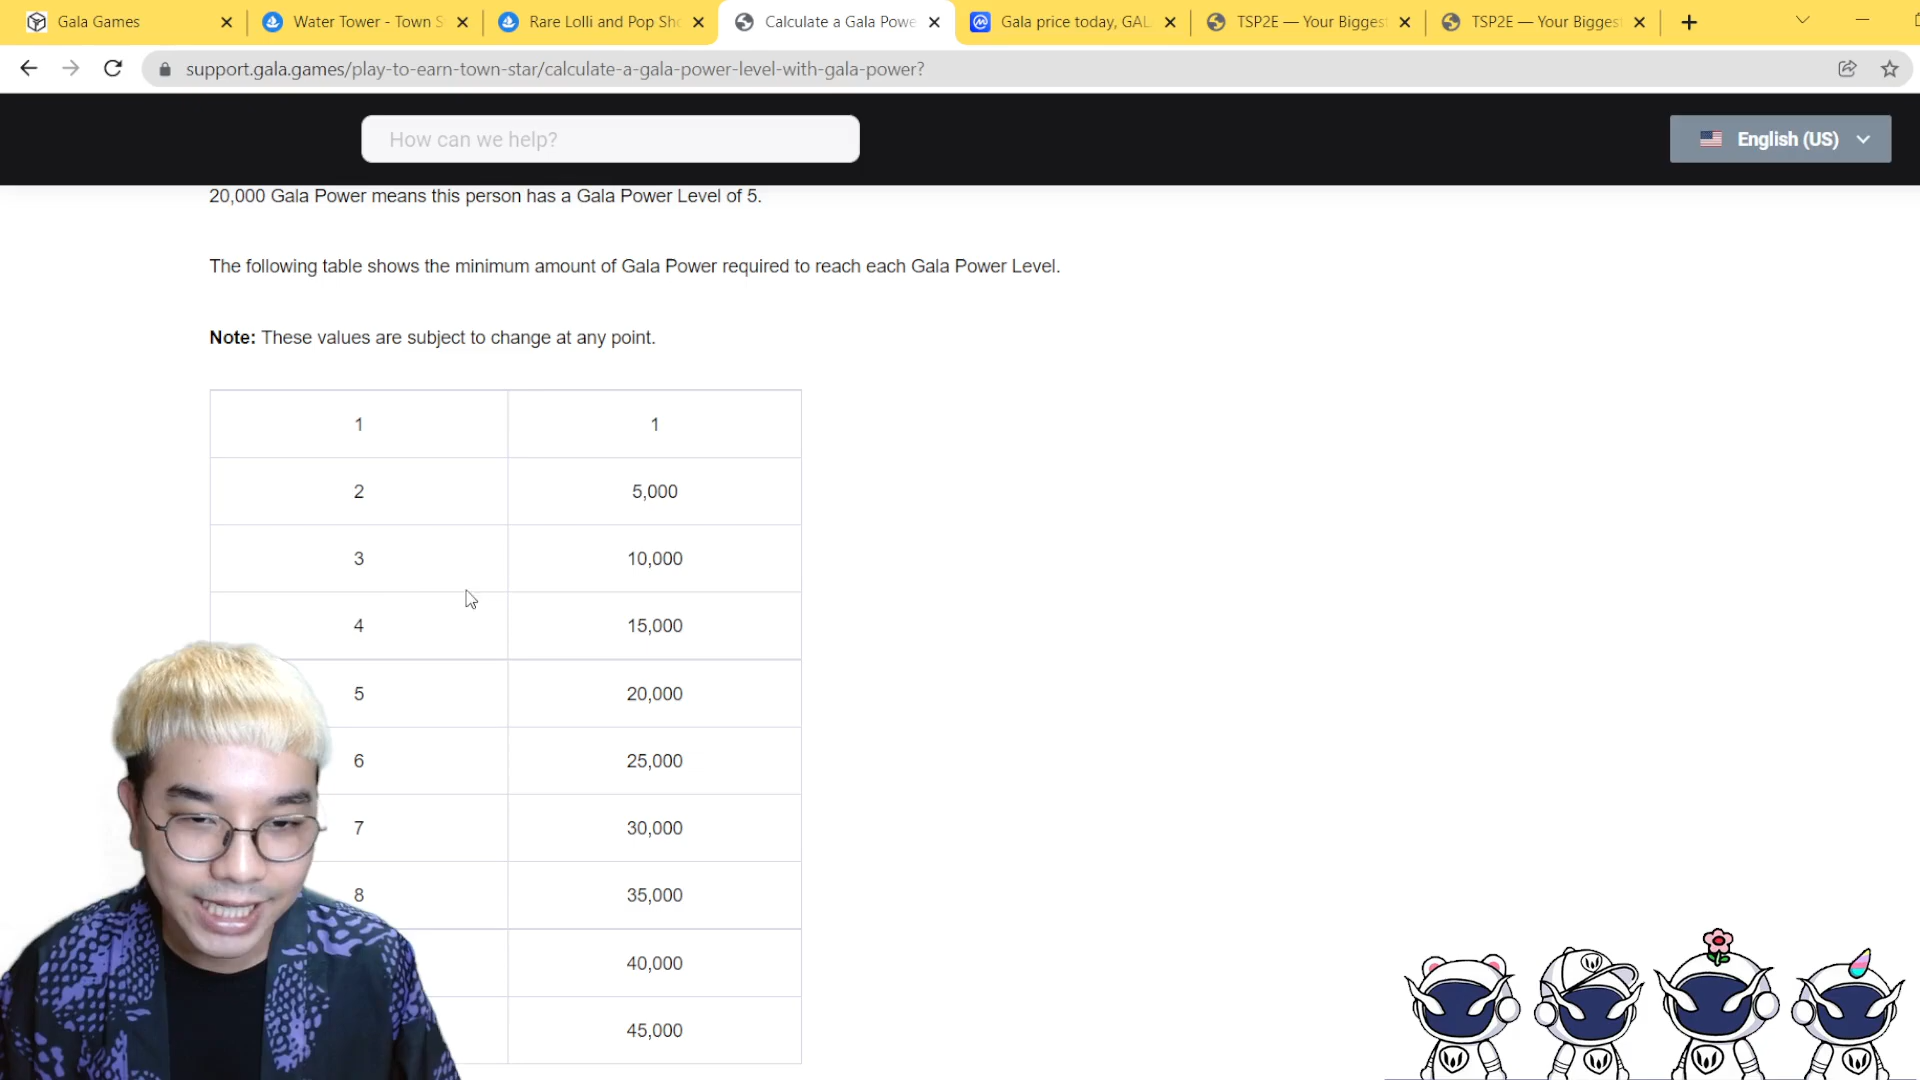 Gala Games
Water Tower - Town S
Rare Lolli and Pop Sho
Calculate a Gala Powe
Gala price today, GAL
TSP2E — Your Biggest
TSP2E — Your Biggest
support.gala.games/play-to-earn-town-star/calculate-a-gala-power-level-with-gala-power?
How can we help?
English (US)
20,000 Gala Power means this person has a Gala Power Level of 5.
The following table shows the minimum amount of Gala Power required to reach each Gala Power Level.
Note: These values are subject to change at any point.
1 1
2 5,000
3 10,000
4 15,000
5 20,000
6 25,000
7 30,000
8 35,000
40,000
45,000